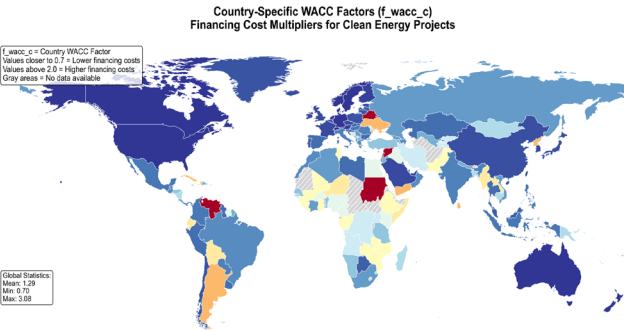 Country-Specific WACC Factors (f_wacc_c)
Financing Cost Multipliers for Clean Energy Projects
f_wacc_c = Country WACC Factor
Values closer to 0.7 = Lower financing costs
Values above 2.0 = Higher financing costs
Gray areas = No data available
Global Statistics:
Mean: 1.29
Min: 0.70
Max: 3.08